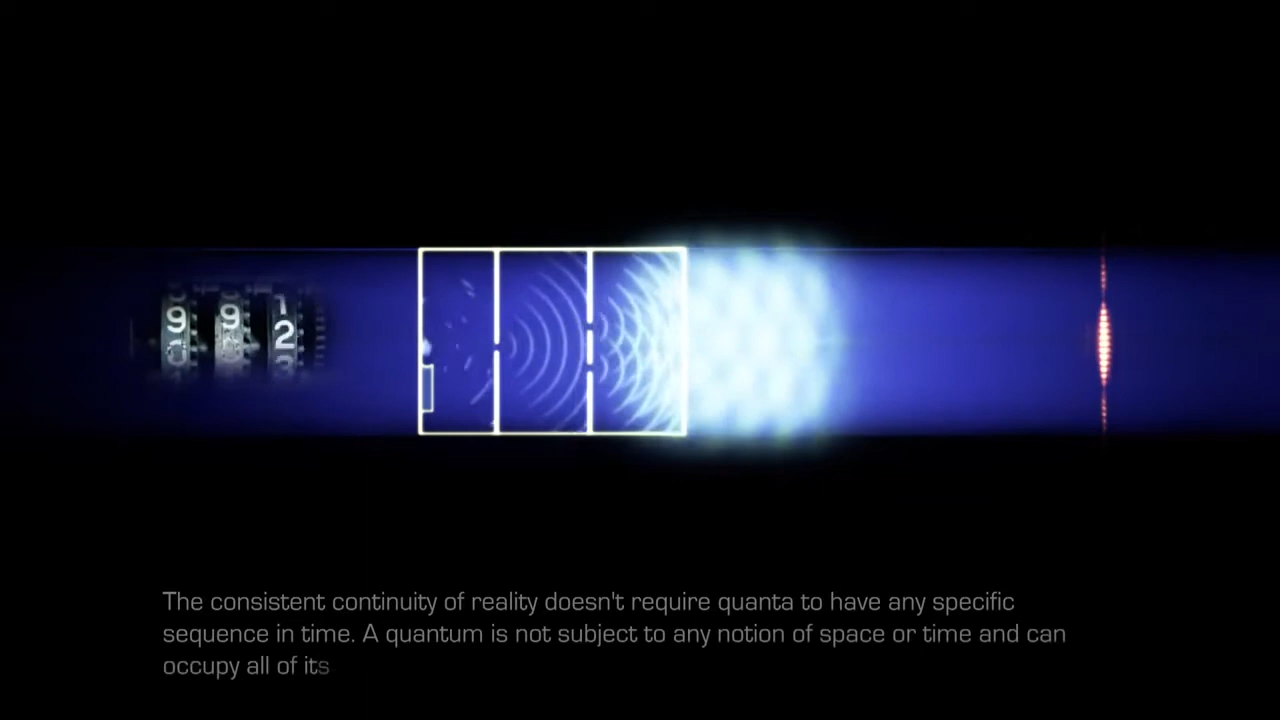 9 9 2
The consistent continuity of reality doesn't require quanta to have any specific
sequence in time. A quantum is not subject to any notion of space or time and can
occupy all of its